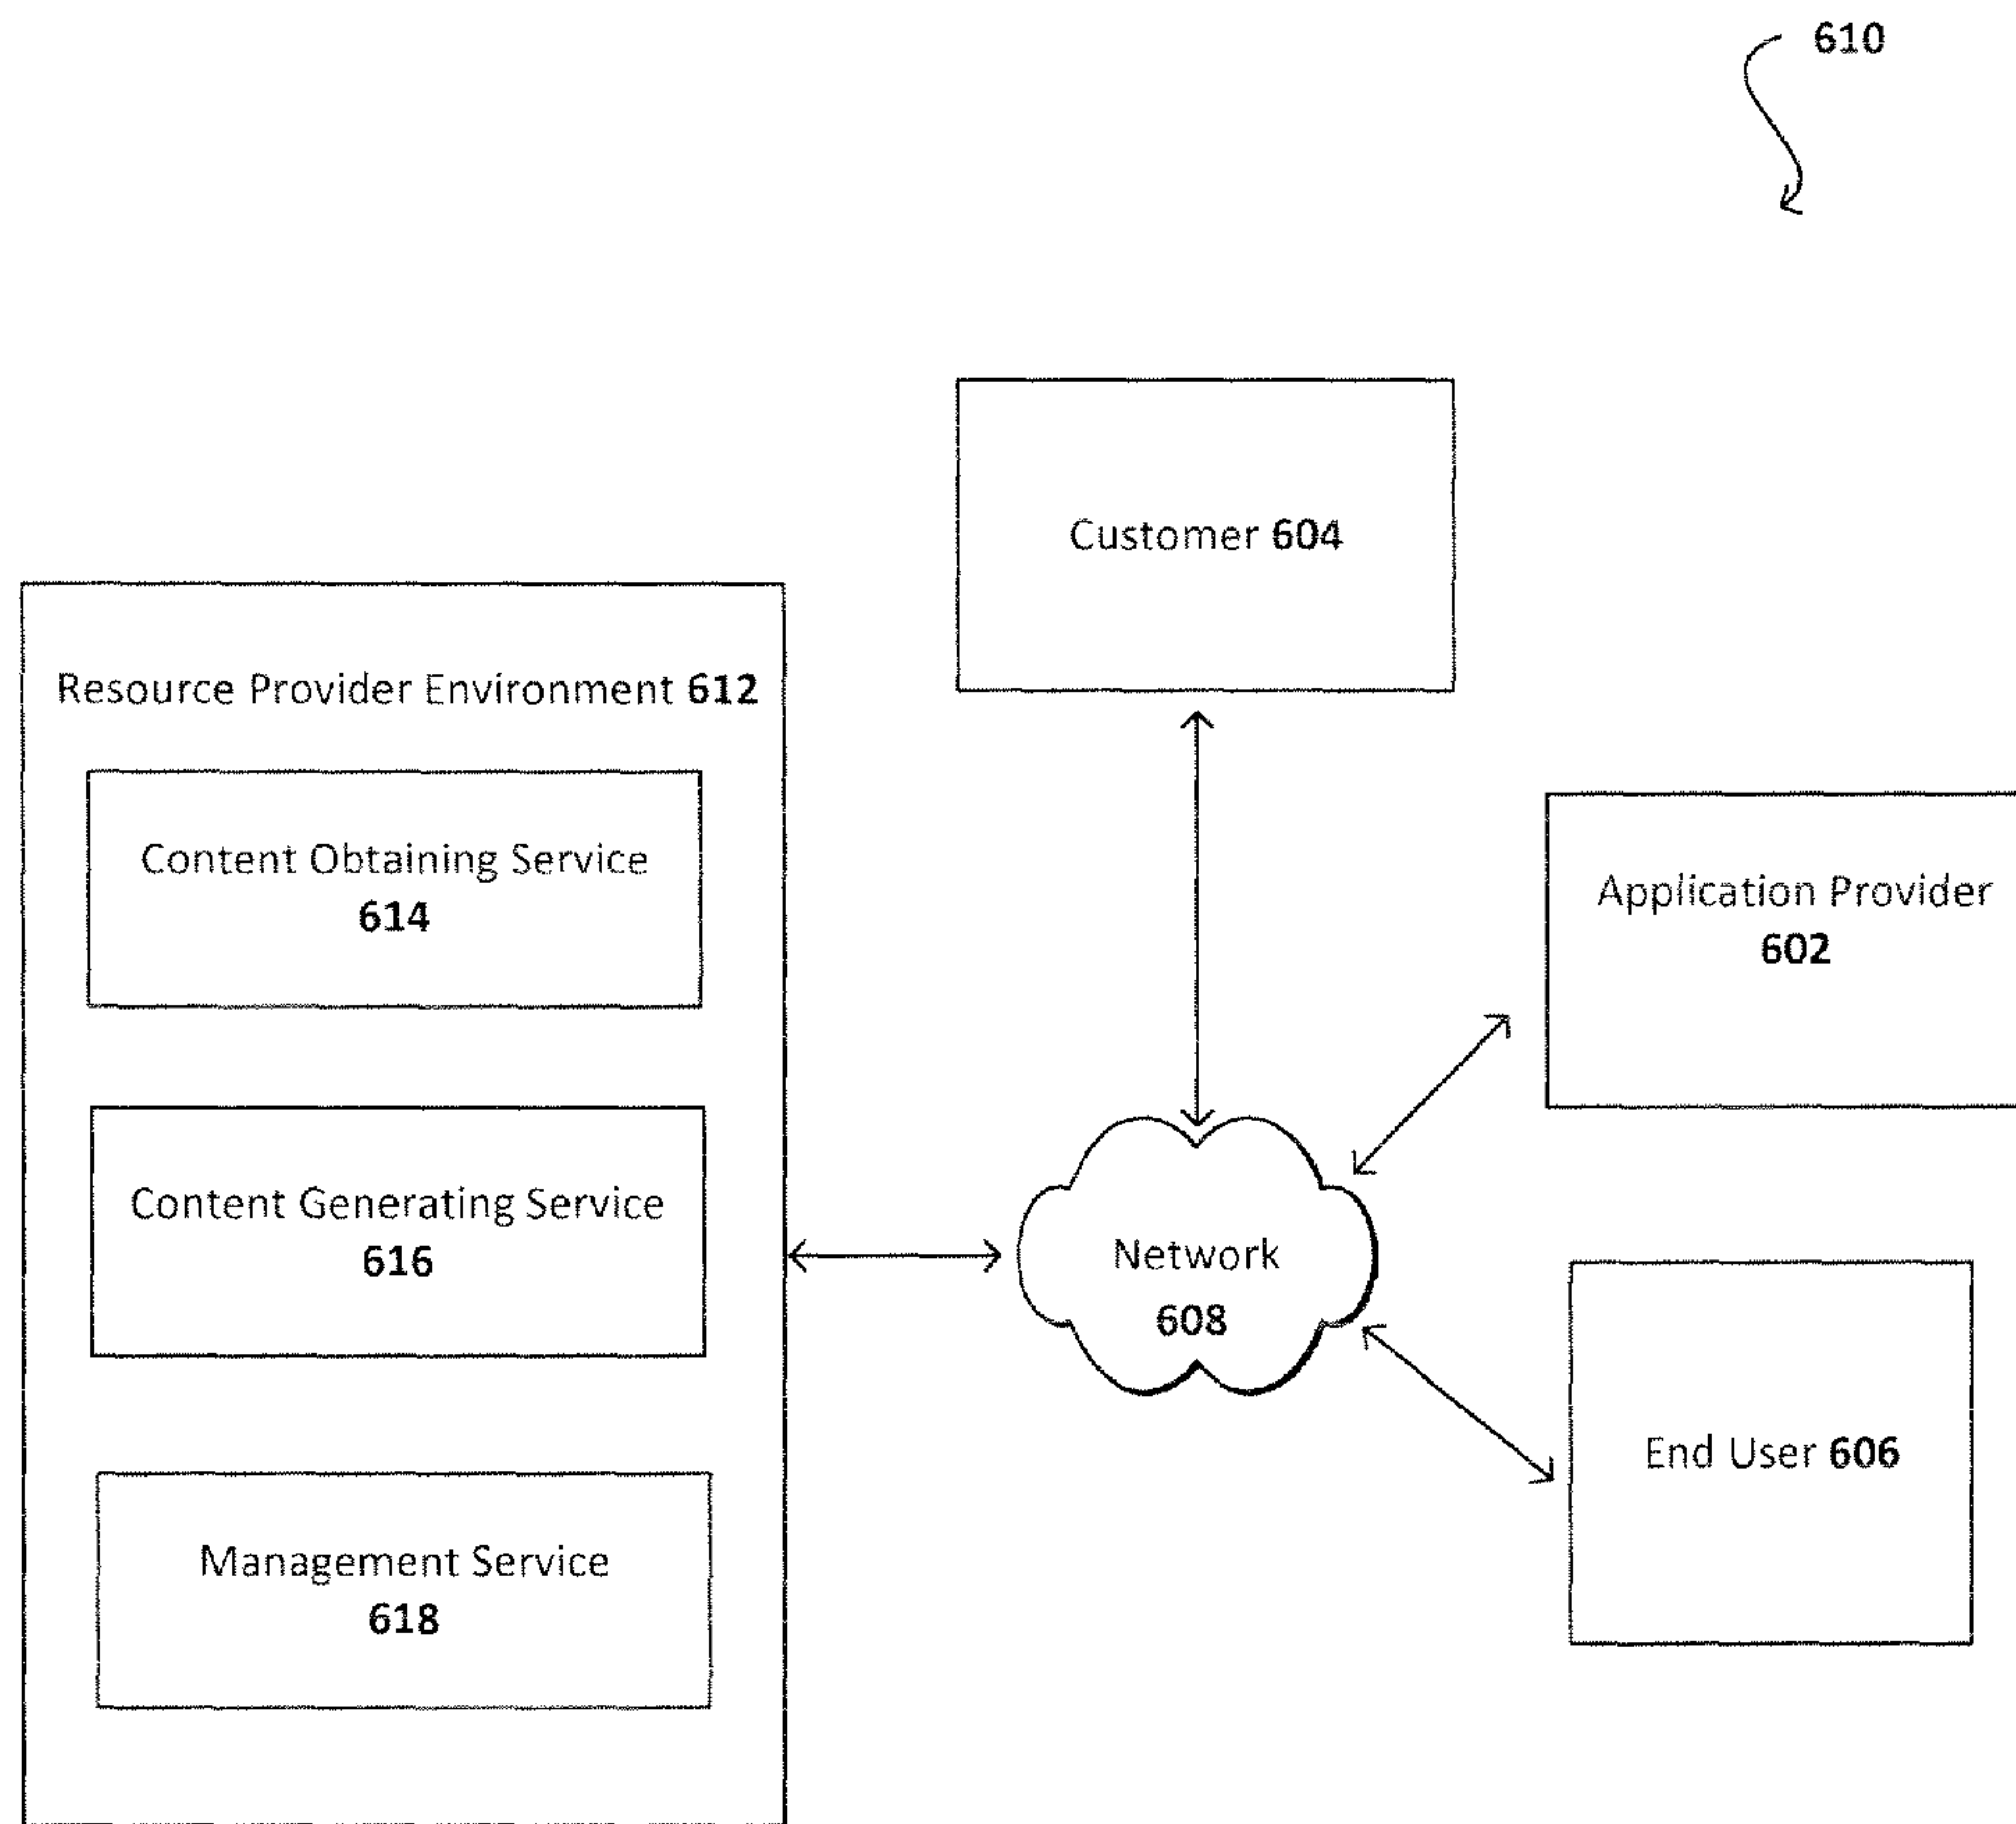 610
Customer 604
Resource Provider Environment 612
Content Obtaining Service
614
Application Provider
602
Content Generating Service
616
Network
608
End User 606
Management Service
618